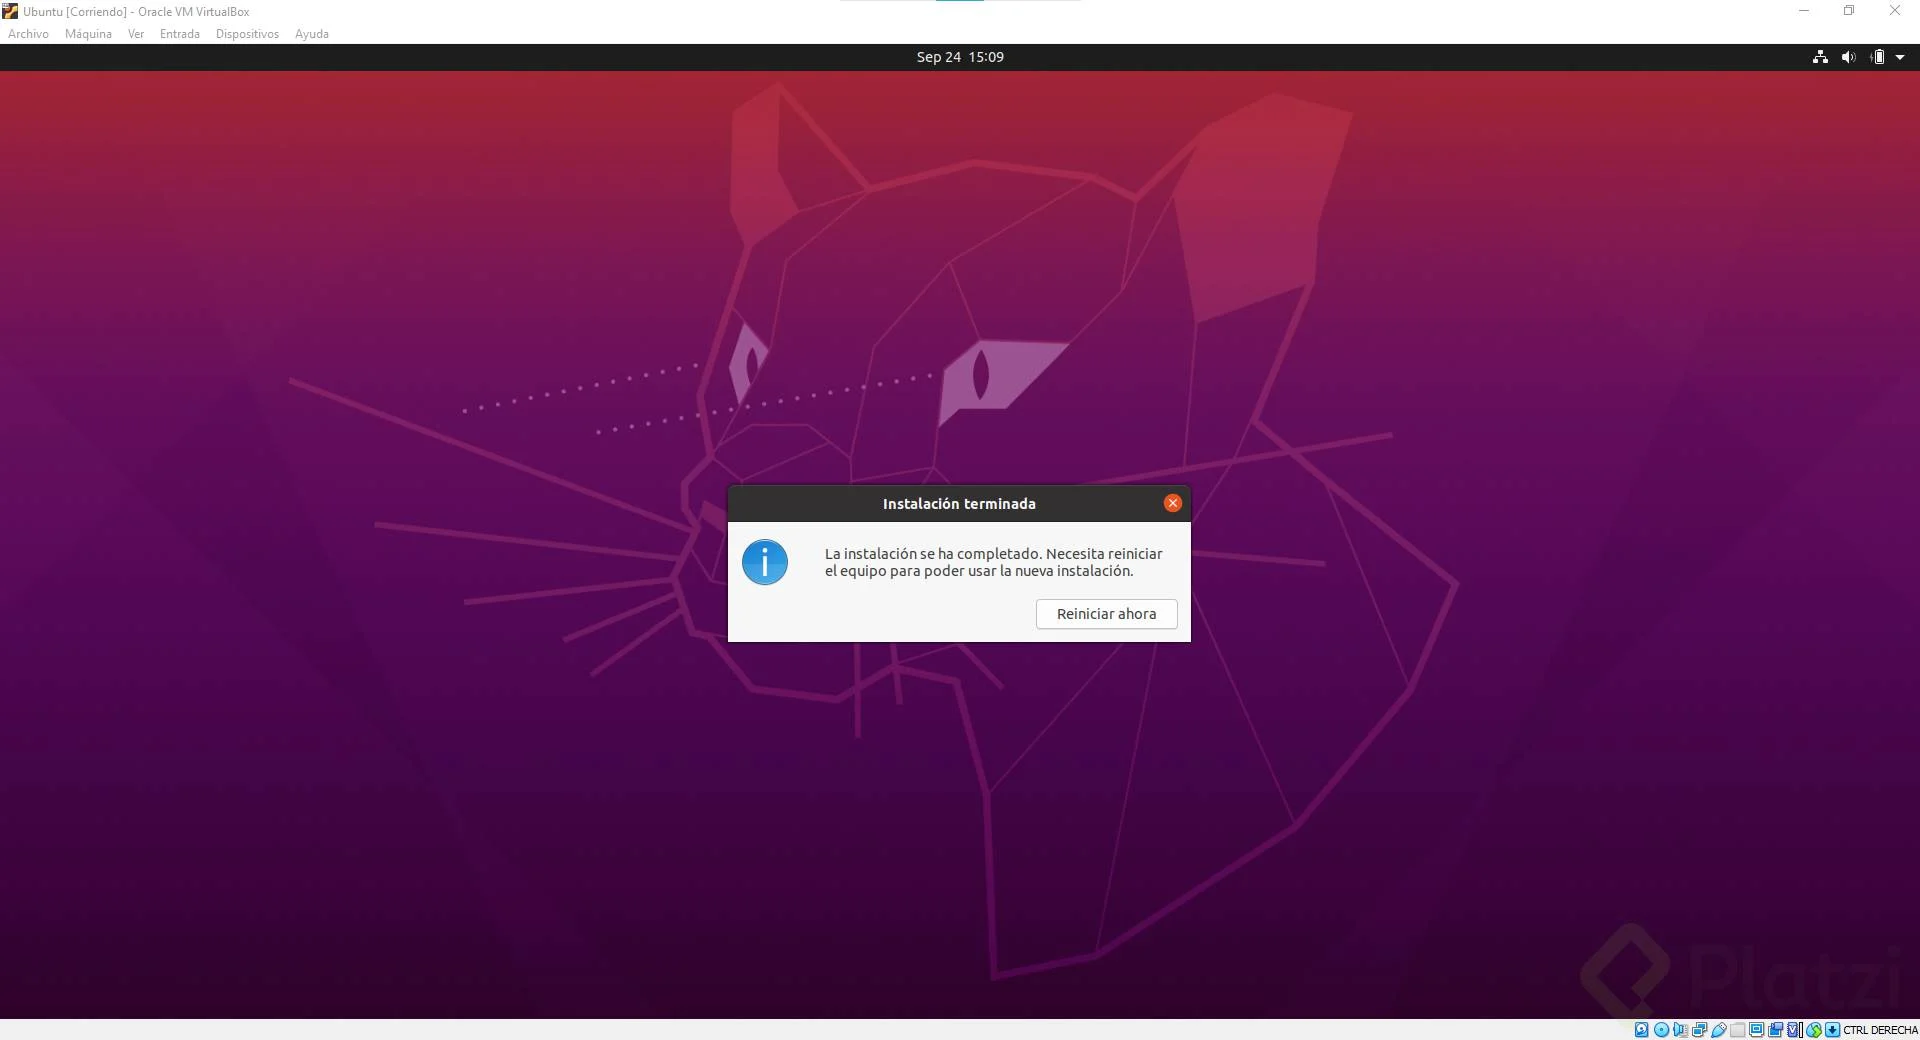 Ubuntu [Corriendo] - Oracle VM VirtualBox
Archivo Máquina Ver Entrada Dispositivos Ayuda
Sep 24 15:09
Instalación terminada
La instalación se ha completado. Necesita reiniciar
el equipo para poder usar la nueva instalación.
Reiniciar ahora
Platzi
CTRL DERECHA